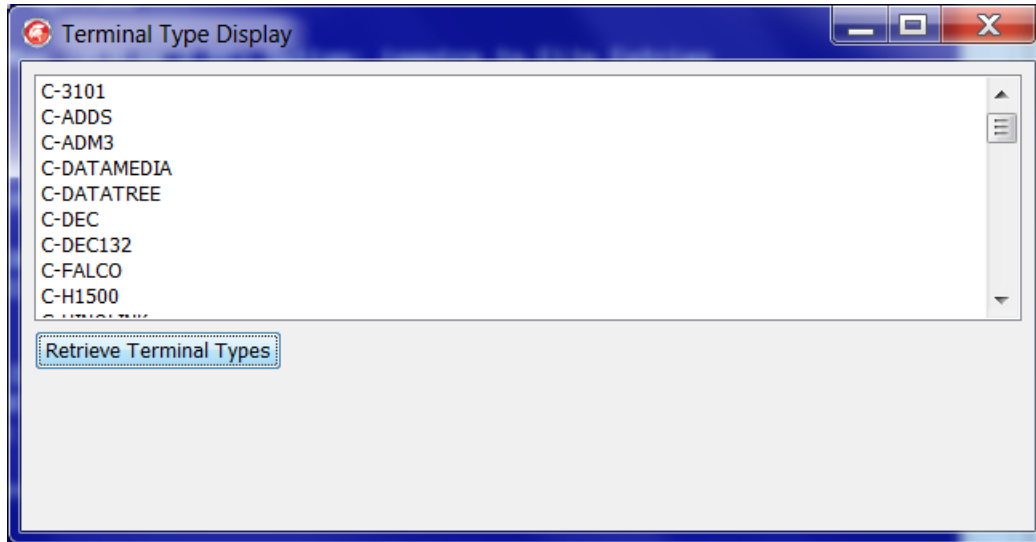 Terminal Type Display
C-3101
C-ADDS
C-ADM3
C-DATAMEDIA
C-DATATREE
C-DEC
C-DEC132
C-FALCO
C-H1500
Retrieve Terminal Types